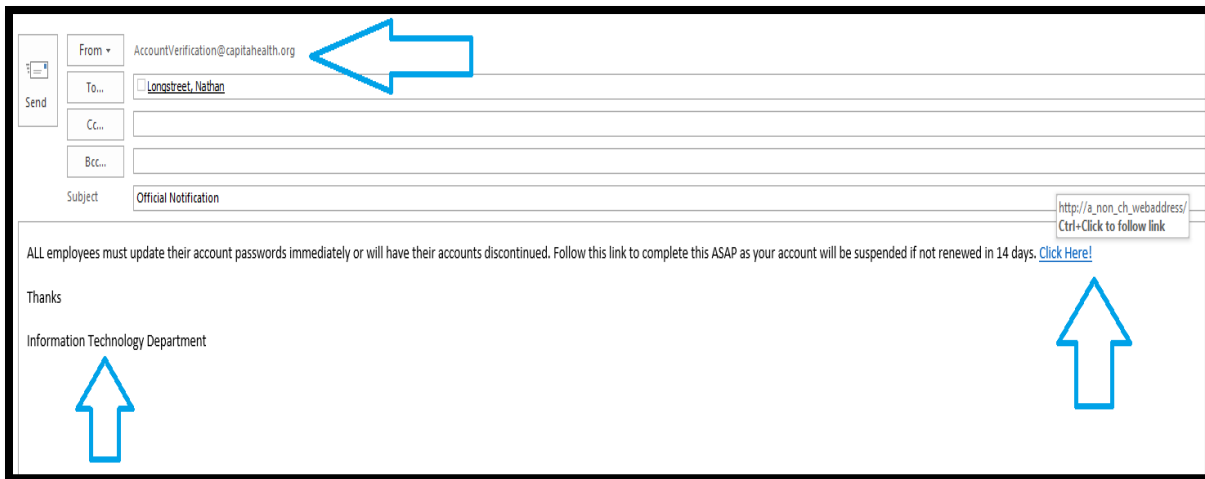 From AccountVerification@capitahealth.org
Send
To... Longstreet, Nathan
Cc...
Bcc...
Subject Official Notification
http://a_non_ch_webaddress/
Ctrl+Click to follow link
ALL employees must update their account passwords immediately or will have their accounts discontinued. Follow this link to complete this ASAP as your account will be suspended if not renewed in 14 days. Click Here!
Thanks
Information Technology Department